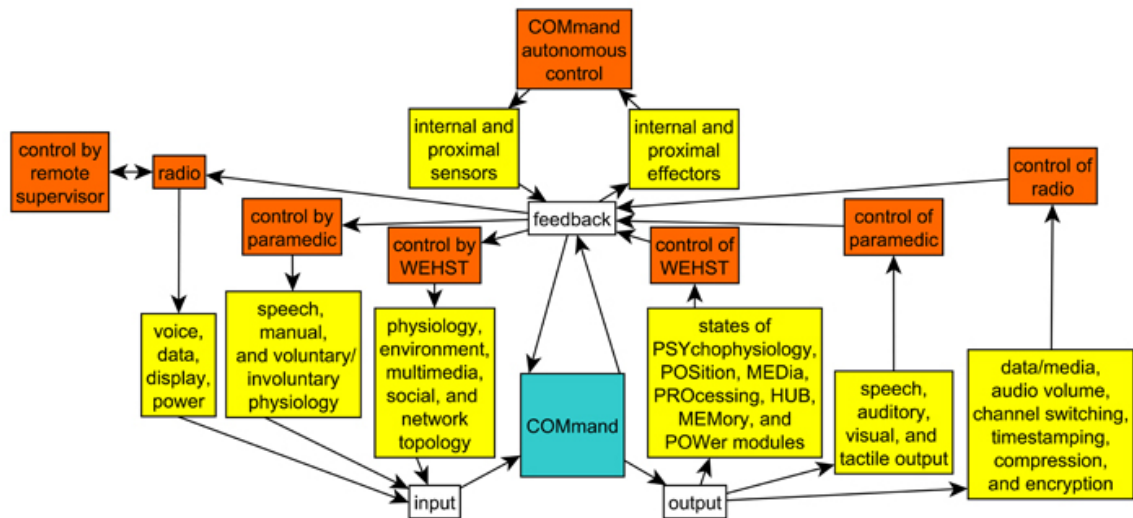 COMmand
autonomous
control
internal and
proximal
sensors
internal and
proximal
effectors
control by
remote
supervisor
radio
control of
radio
control by
paramedic
feedback
control of
paramedic
control by
WEHST
control of
WEHST
voice,
data,
display,
power
speech,
manual,
and voluntary/
involuntary
physiology
physiology,
environment,
multimedia,
social, and
network
topology
COMmand
states of
PSYchophysiology,
POSition, MEDia,
PROcessing, HUB,
MEMory, and
POWer modules
speech,
auditory,
visual, and
tactile output
data/media,
audio volume,
channel switching,
timestamping,
compression,
and encryption
input
output